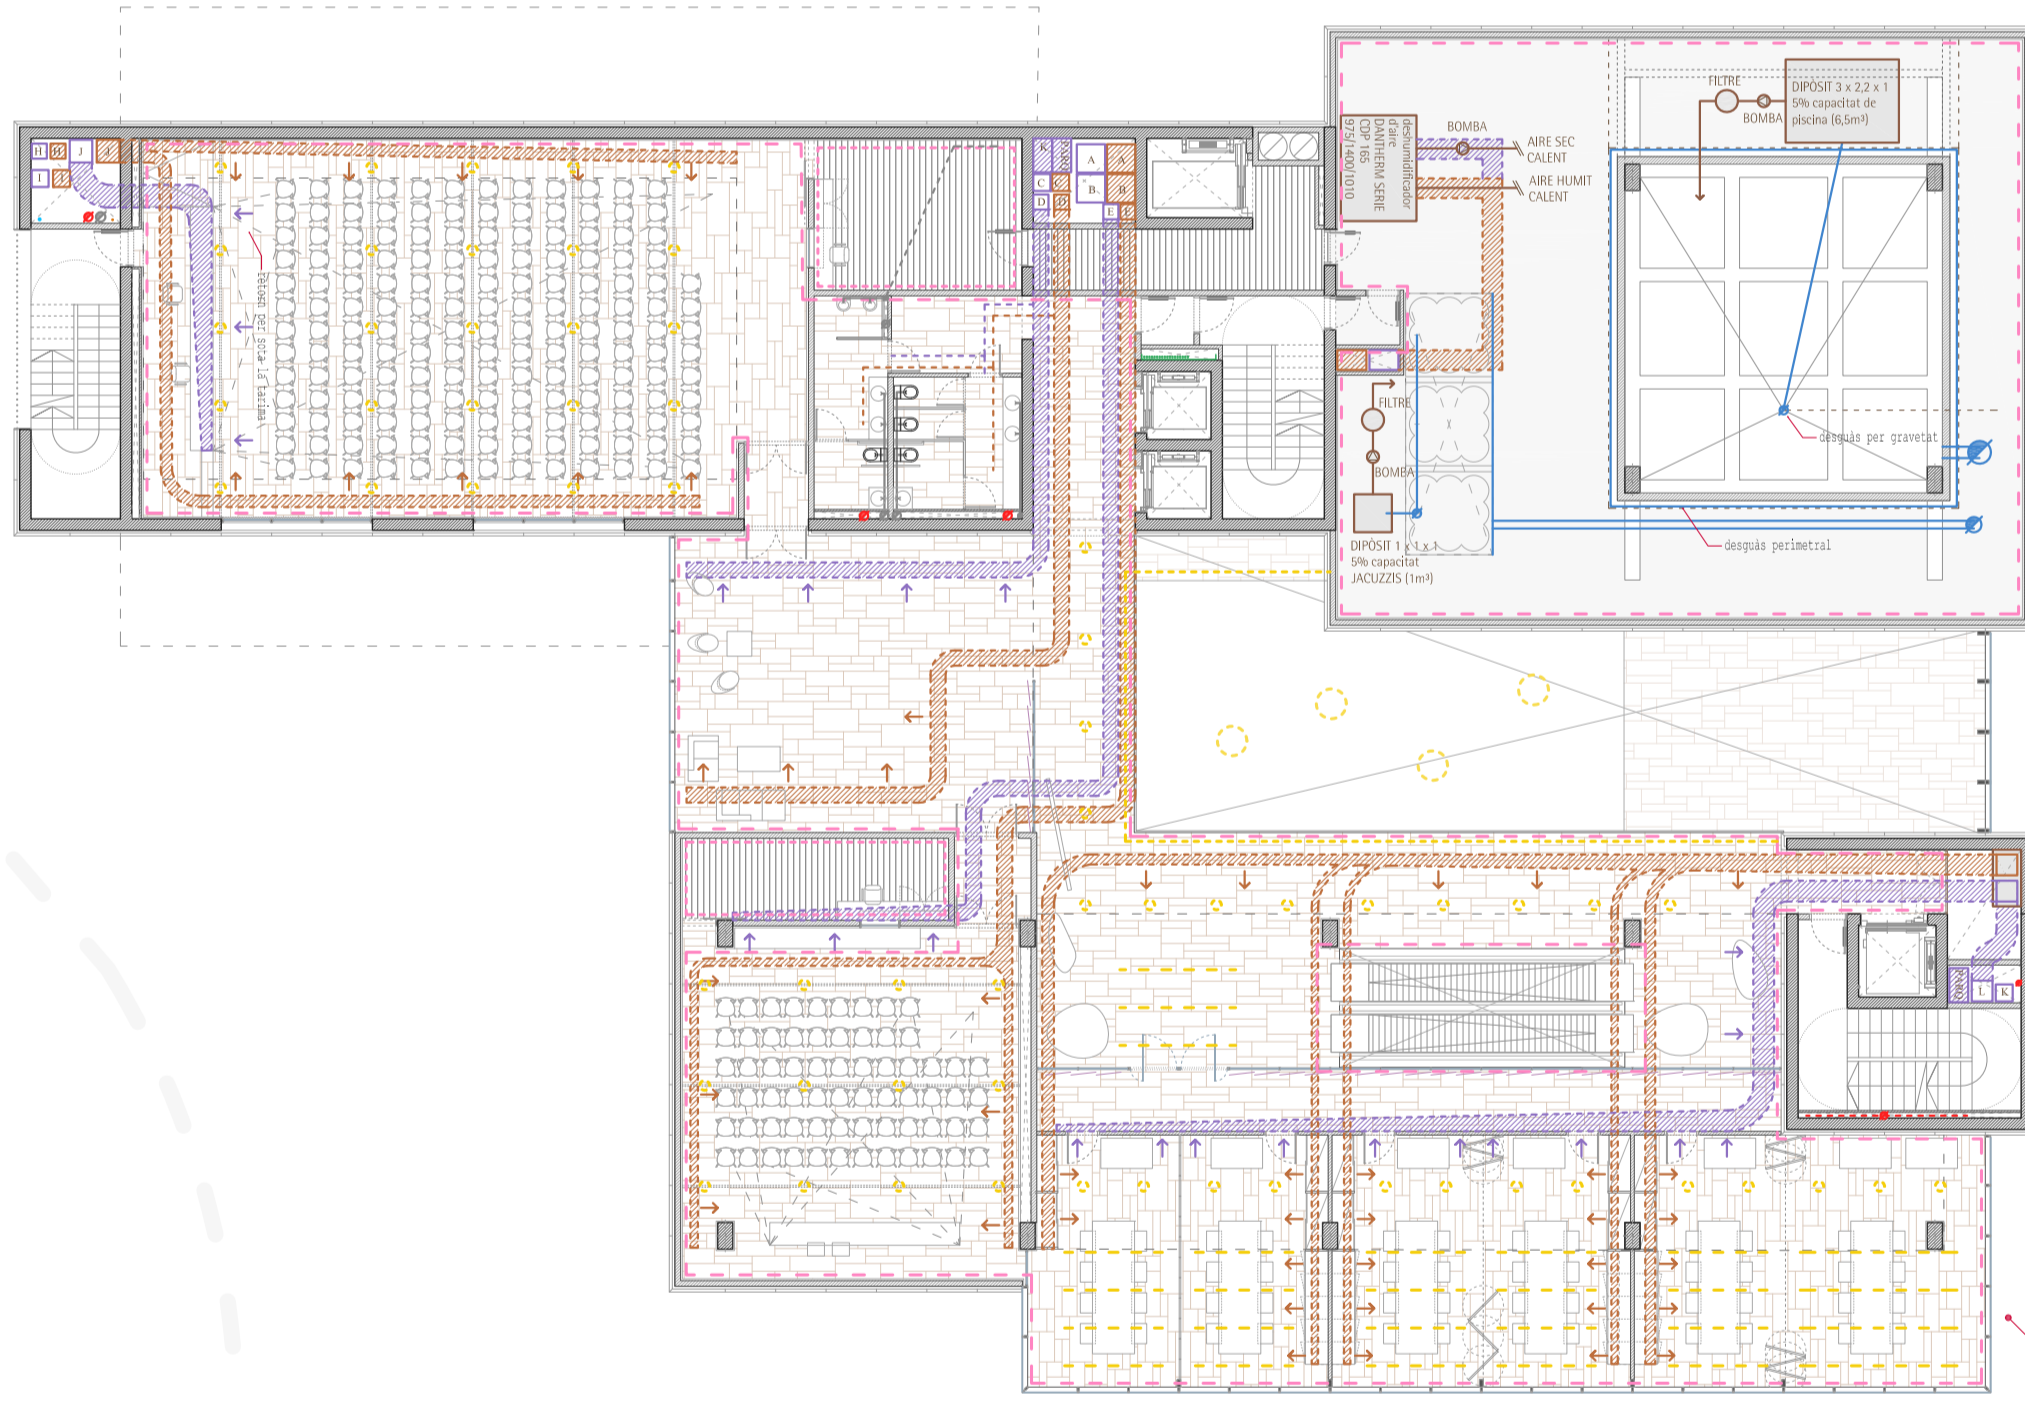 FILTRE
BOMBA
DIPÒSIT 3 x 2,2 x 1
5% capacitat de
piscina (6,5m³)
deshumidificador
d'aire
DANTHERM SERIE
CDP 165
975/1400/1010
BOMBA
AIRE SEC
CALENT
AIRE HUMIT
CALENT
H
H
J
J
I
I
K
A
A
C
C
B
B
D
D
E
E
retorn per sota la tarima
FILTRE
BOMBA
DIPÒSIT 1 x 1 x 1
5% capacitat
JACUZZIS (1m³)
desguàs per gravetat
desguàs perimetral
L
K